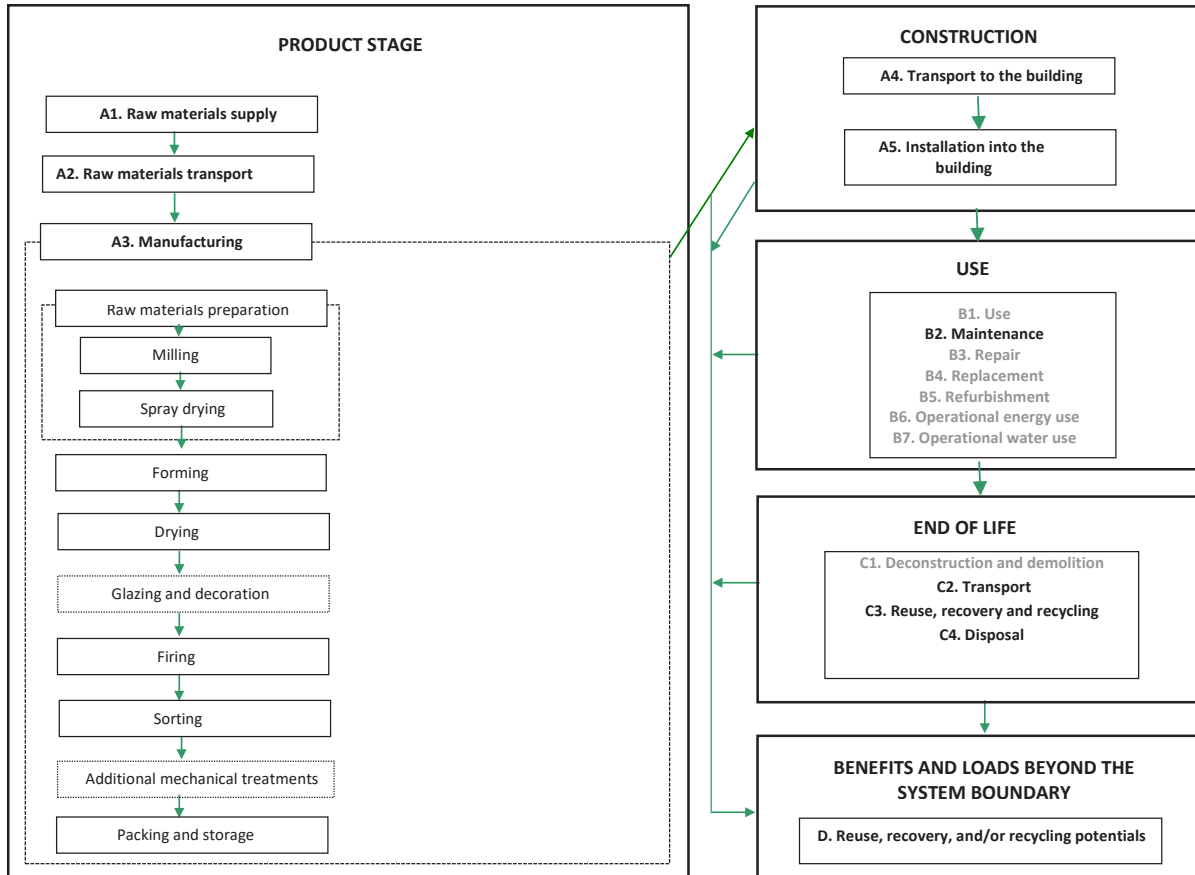 PRODUCT STAGE
A1. Raw materials supply
A2. Raw materials transport
A3. Manufacturing
Raw materials preparation
Milling
Spray drying
Forming
Drying
Glazing and decoration
Firing
Sorting
Additional mechanical treatments
Packing and storage
CONSTRUCTION
A4. Transport to the building
A5. Installation into the
building
USE
B1. Use
B2. Maintenance
B3. Repair
B4. Replacement
B5. Refurbishment
B6. Operational energy use
B7. Operational water use
END OF LIFE
C1. Deconstruction and demolition
C2. Transport
C3. Reuse, recovery and recycling
C4. Disposal
BENEFITS AND LOADS BEYOND THE
SYSTEM BOUNDARY
D. Reuse, recovery, and/or recycling potentials